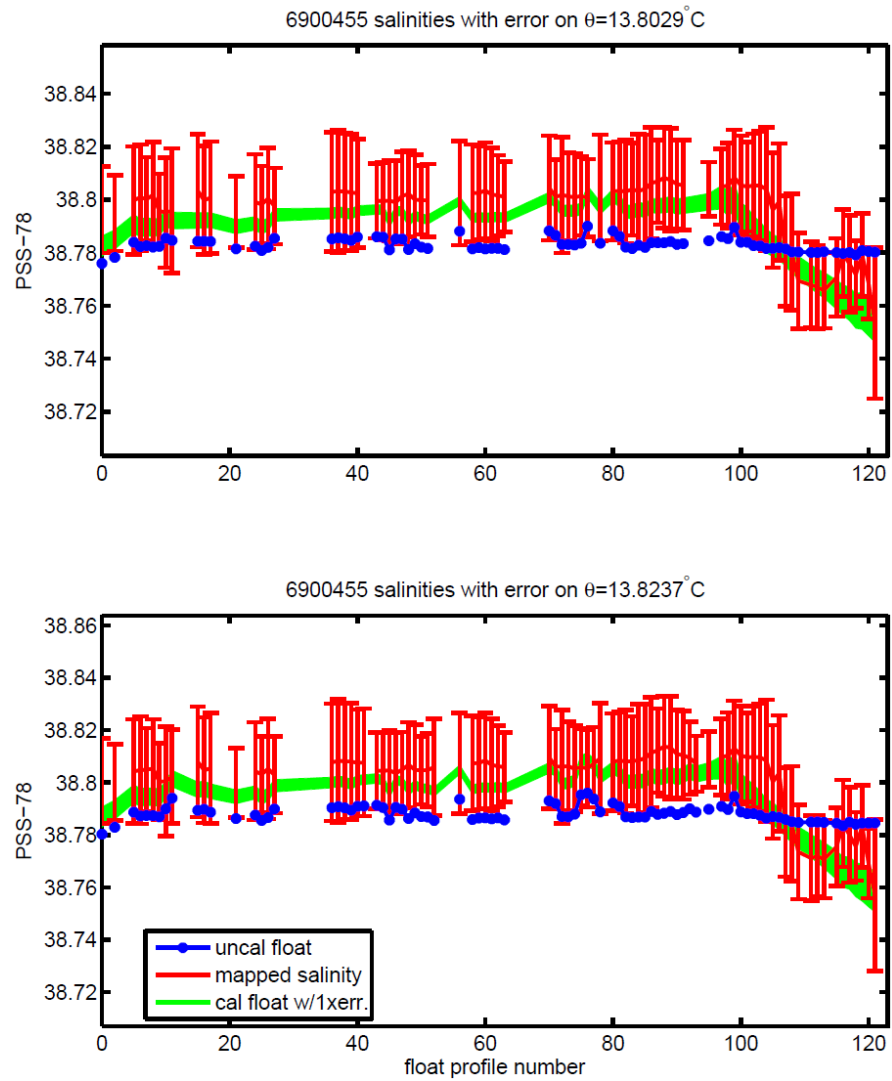 6900455 salinities with error on θ=13.8029°C
PSS−78
38.84
38.82
38.8
38.78
38.76
38.74
38.72
0 20 40 60 80 100 120
6900455 salinities with error on θ=13.8237°C
PSS−78
38.86
38.84
38.82
38.8
38.78
38.76
38.74
38.72
uncal float
mapped salinity
cal float w/1xerr.
0 20 40 60 80 100 120
float profile number